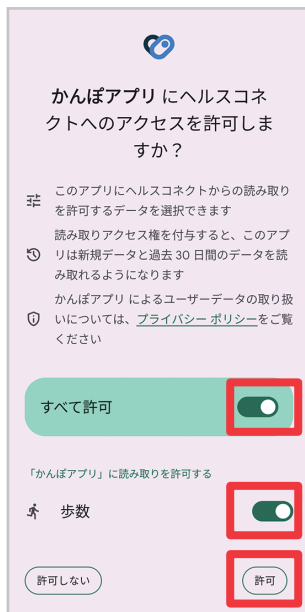 かんぽアプリ にヘルスコネ
クトへのアクセスを許可しま
すか？
このアプリにヘルスコネクトからの読み取り
を許可するデータを選択できます
読み取りアクセス権を付与すると、このアプ
リは新規データと過去 30 日間のデータを読
み取れるようになります
かんぽアプリ によるユーザーデータの取り扱
いについては、プライバシー ポリシーをご覧
ください
すべて許可
「かんぽアプリ」に読み取りを許可する
歩数
許可しない
許可